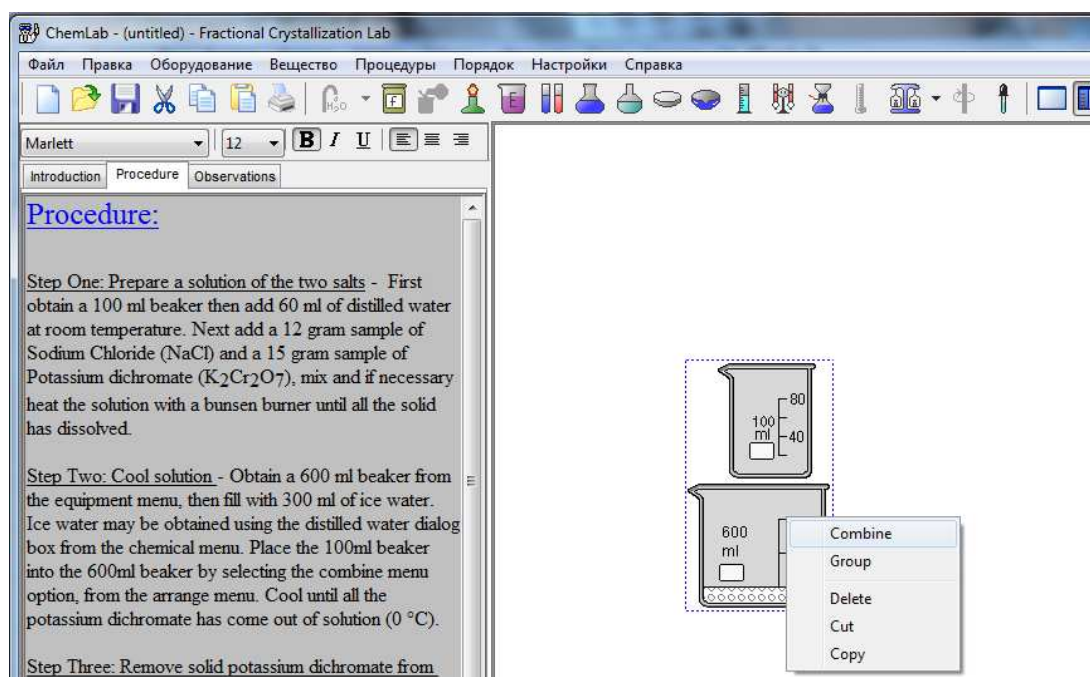 ChemLab - (untitled) - Fractional Crystallization Lab
Файл Правка Оборудование Вещество Процедуры Порядок Настройки Справка
H₂O F E
Marlett 12 B I U
Introduction Procedure Observations
Procedure:
Step One: Prepare a solution of the two salts - First
obtain a 100 ml beaker then add 60 ml of distilled water
at room temperature. Next add a 12 gram sample of
Sodium Chloride (NaCl) and a 15 gram sample of
Potassium dichromate (K2Cr2O7), mix and if necessary
heat the solution with a bunsen burner until all the solid
has dissolved.
Step Two: Cool solution - Obtain a 600 ml beaker from
the equipment menu, then fill with 300 ml of ice water.
Ice water may be obtained using the distilled water dialog
box from the chemical menu. Place the 100ml beaker
into the 600ml beaker by selecting the combine menu
option, from the arrange menu. Cool until all the
potassium dichromate has come out of solution (0 °C).
Step Three: Remove solid potassium dichromate from
80
100
ml 40
600
ml
Combine
Group
Delete
Cut
Copy